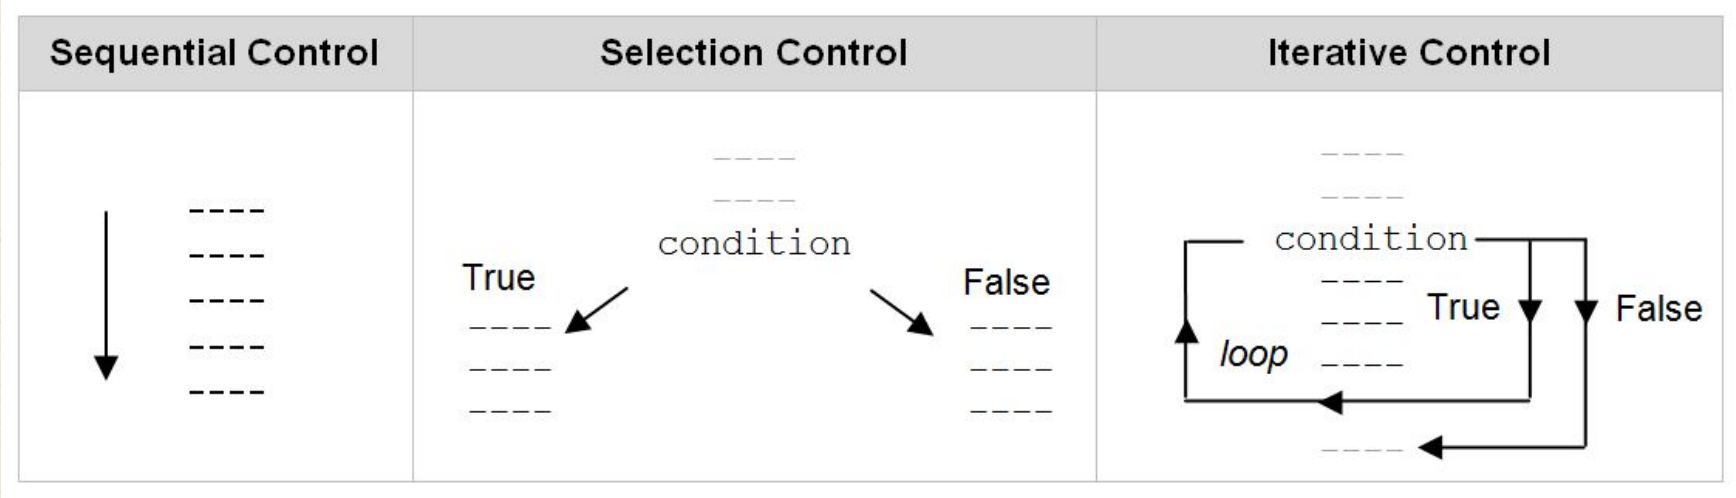 Sequential Control
Selection Control
Iterative Control
----
----
----
----
----
----
----
condition
True
False
----
----
----
----
----
----
----
----
condition
----
----
----
True
False
loop
----